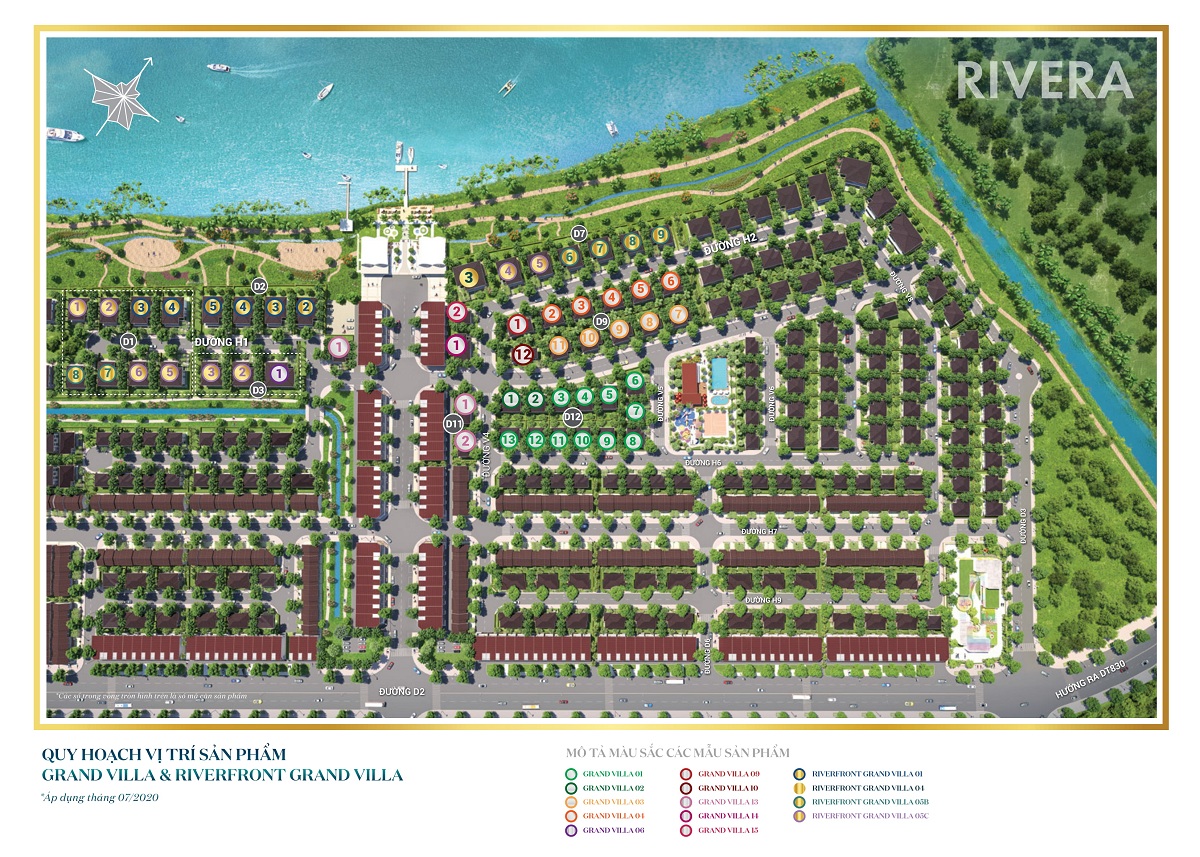 RIVERA
D7
3
4
5
6
7
8
9
ĐƯỜNG H2
D2
1
2
3
4
5
4
3
2
D1
ĐƯỜNG H1
8
7
6
5
3
2
1
D3
1
2
1
1
2
D11
ĐƯỜNG V4
1
2
3
4
5
6
D9
12
11
10
9
8
7
1
2
3
4
5
6
7
D12
13
12
11
10
9
8
ĐƯỜNG V5
ĐƯỜNG V6
ĐƯỜNG V8
ĐƯỜNG H6
ĐƯỜNG H7
ĐƯỜNG D3
ĐƯỜNG H9
ĐƯỜNG D6
ĐƯỜNG D2
HƯỚNG RA DT830
*Các số trong vòng tròn hình trên là số mã căn sản phẩm
QUY HOẠCH VỊ TRÍ SẢN PHẨM
GRAND VILLA & RIVERFRONT GRAND VILLA
*Áp dụng tháng 07/2020
MÔ TẢ MÀU SẮC CÁC MẪU SẢN PHẨM
GRAND VILLA 01
GRAND VILLA 02
GRAND VILLA 03
GRAND VILLA 04
GRAND VILLA 06
GRAND VILLA 09
GRAND VILLA 10
GRAND VILLA 13
GRAND VILLA 14
GRAND VILLA 15
RIVERFRONT GRAND VILLA 01
RIVERFRONT GRAND VILLA 04
RIVERFRONT GRAND VILLA 05B
RIVERFRONT GRAND VILLA 05C